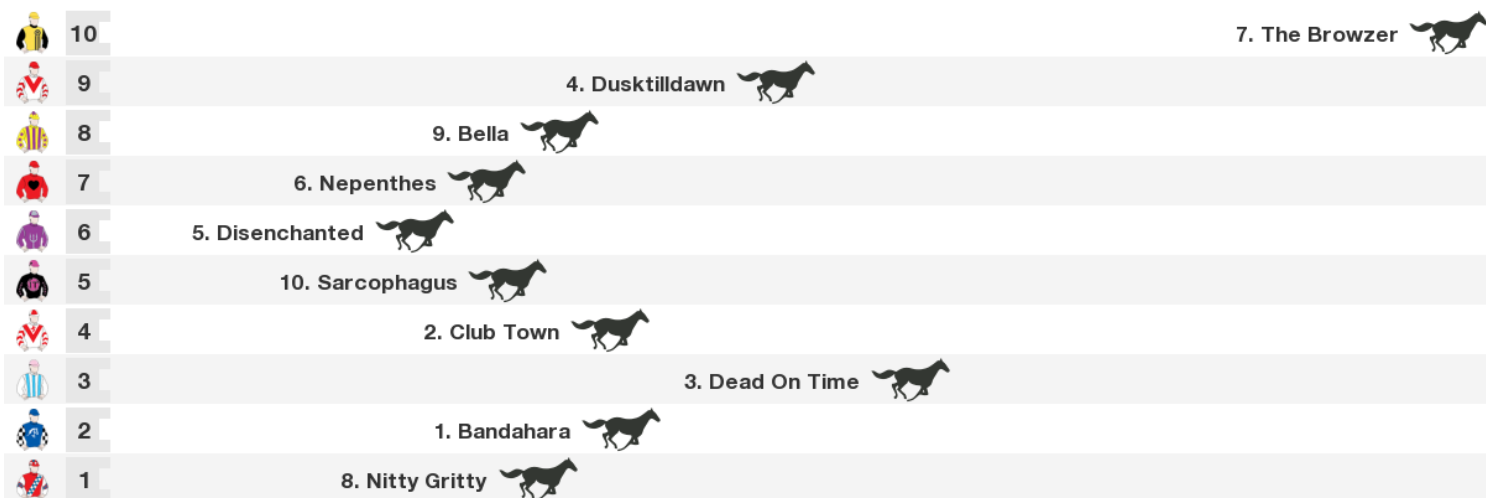 10 7. The Browzer
9 4. Dusktilldawn
8 9. Bella
7 6. Nepenthes
6 5. Disenchanted
5 10. Sarcophagus
4 2. Club Town
3 3. Dead On Time
2 1. Bandahara
1 8. Nitty Gritty